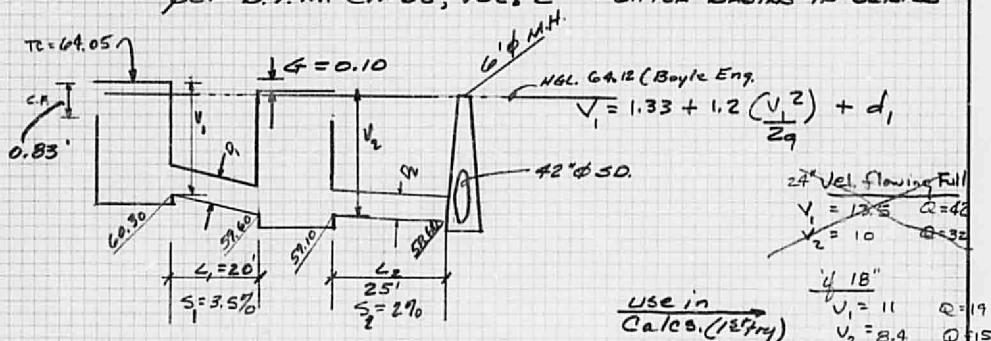 TC = 64.05
G = 0.10
6' φ M.H.
HGL. 64.12 (Boyle Eng.
V₁ = 1.33 + 1.2 (V₁²/2g) + d₁
0.83'
V₁
V₂
D₁
42" φ S.D.
24" Vel. flowing Full
V₁ = 13.5 Q=42
V₂ = 10 Q=32
60.30
59.60
59.10
L₁ = 20'
L₂
25'
S₁ = 3.5%
S₂ = 2%
use in
Calcs. (1st try)
if 18"
V₁ = 11 Q=19
V₂ = 8.4 Q=15